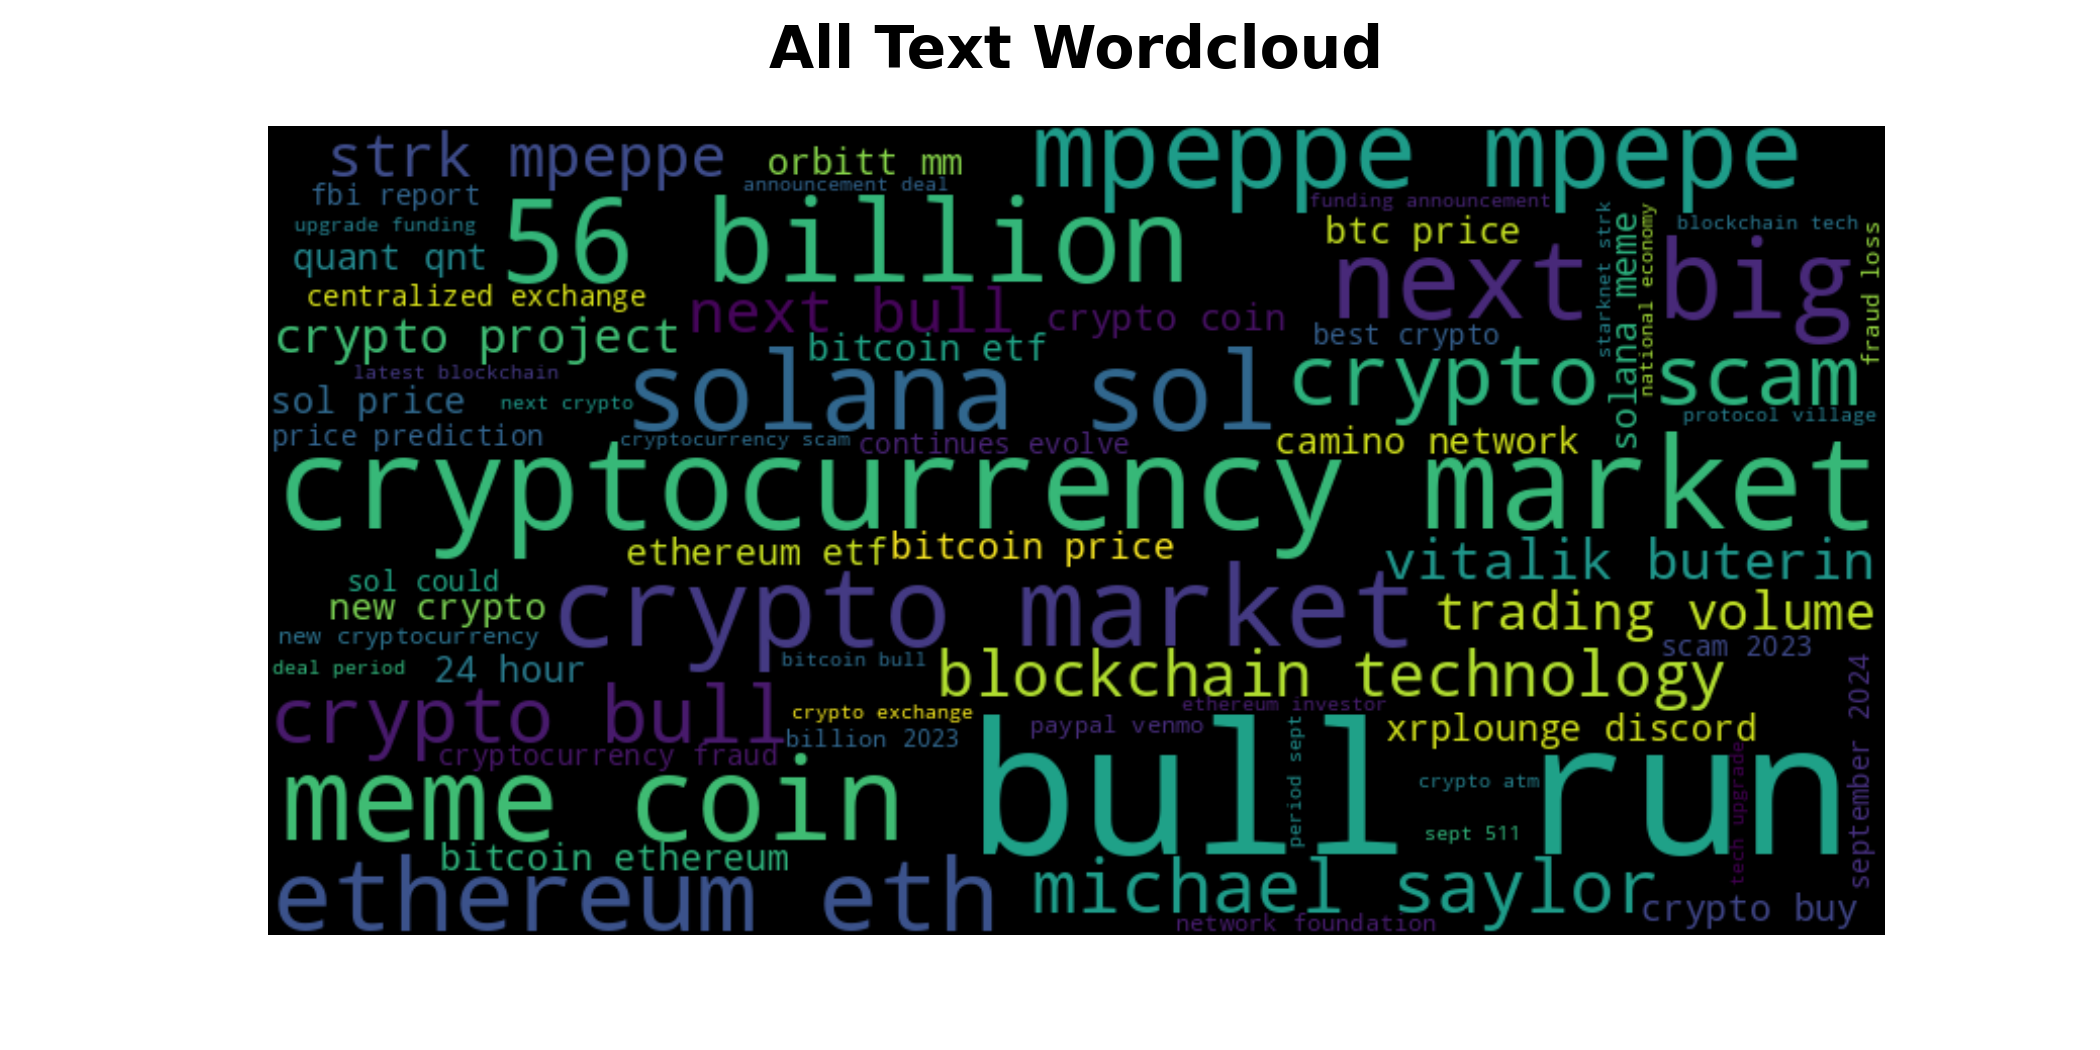 All Text Wordcloud
strk mpeppe
orbitt mm
mpeppe mpepe
fbi report
announcement deal
funding announcement
upgrade funding
56 billion
btc price
starknet strk
solana meme
national economy
blockchain tech
fraud loss
quant qnt
next big
centralized exchange
next bull
crypto coin
crypto project
bitcoin etf
best crypto
latest blockchain
solana sol
crypto scam
sol price
next crypto
protocol village
price prediction
cryptocurrency scam
continues evolve
camino network
cryptocurrency market
ethereum etf
bitcoin price
vitalik buterin
sol could
new crypto
crypto market
trading volume
new cryptocurrency
scam 2023
deal period
24 hour
bitcoin bull
blockchain technology
september 2024
crypto bull
crypto exchange
ethereum investor
paypal venmo
xrplounge discord
cryptocurrency fraud
billion 2023
meme coin
bull run
period sept
crypto atm
tech upgrade
sept 511
bitcoin ethereum
ethereum eth
michael saylor
crypto buy
network foundation